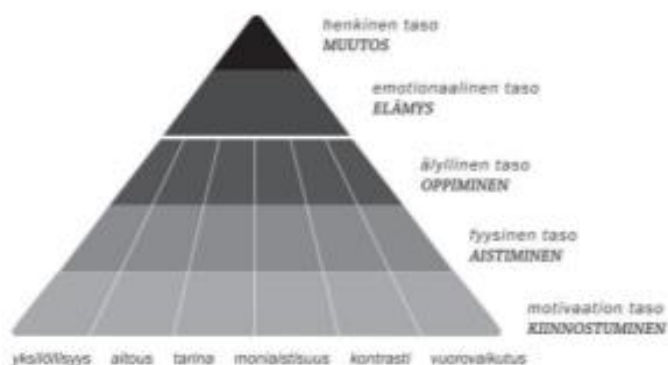 henkinen taso
MUUTOS
emotionaalinen taso
ELÄMYS
älyllinen taso
OPPIMINEN
fyysinen taso
AISTIMINEN
motivaation taso
KIINNOSTUMINEN
yksilöllisyys aitous tarina moniaistisuus kontrasti vuorovaikutus